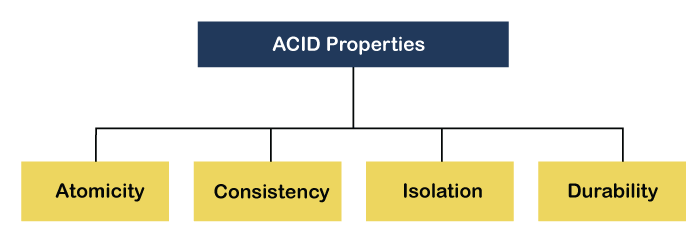 ACID Properties
Atomicity
Consistency
Isolation
Durability